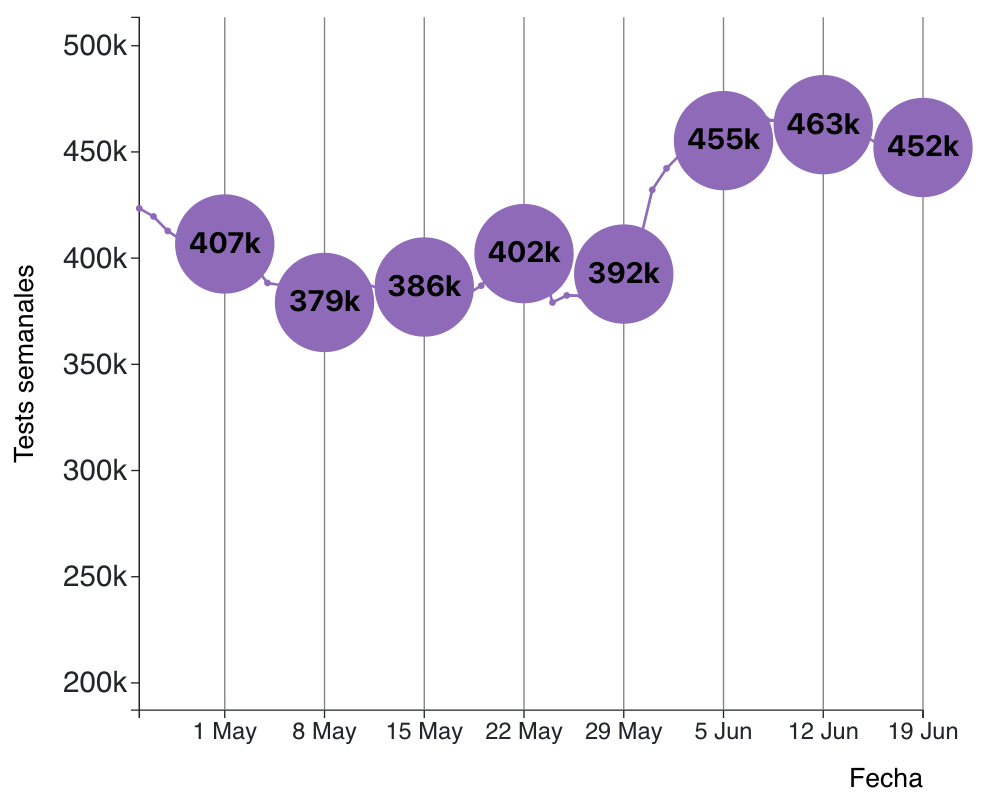 500k
450k
400k
350k
300k
250k
200k
Tests semanales
407k
379k
386k
402k
392k
455k
463k
452k
1 May
8 May
15 May
22 May
29 May
5 Jun
12 Jun
19 Jun
Fecha